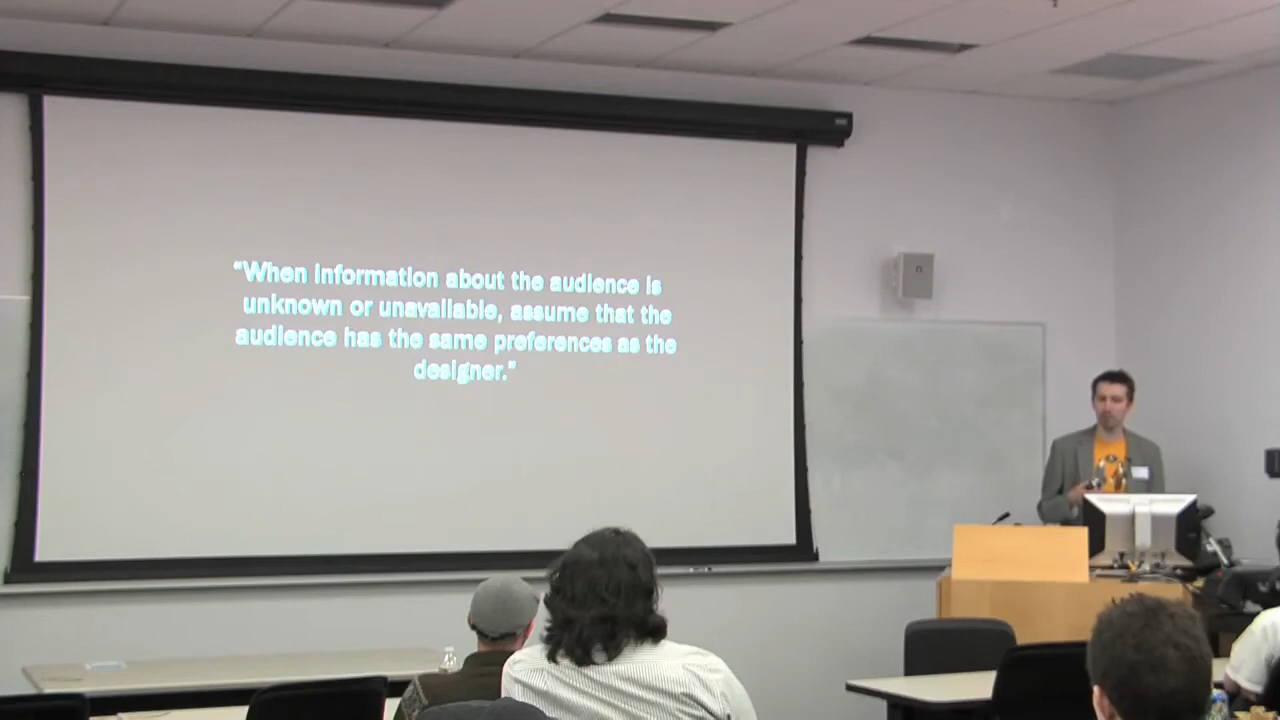 “When information about the audience is
unknown or unavailable, assume that the
audience has the same preferences as the
designer.”